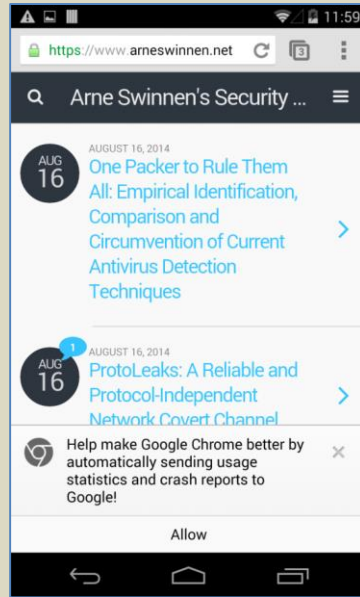 11:59
https://www.arneswinnen.net
3
Arne Swinnen's Security ...
AUG
16
AUGUST 16, 2014
One Packer to Rule Them
All: Empirical Identification,
Comparison and
Circumvention of Current
Antivirus Detection
Techniques
1
AUG
16
AUGUST 16, 2014
ProtoLeaks: A Reliable and
Protocol-Independent
Network Covert Channel
Help make Google Chrome better by
automatically sending usage
statistics and crash reports to
Google!
Allow